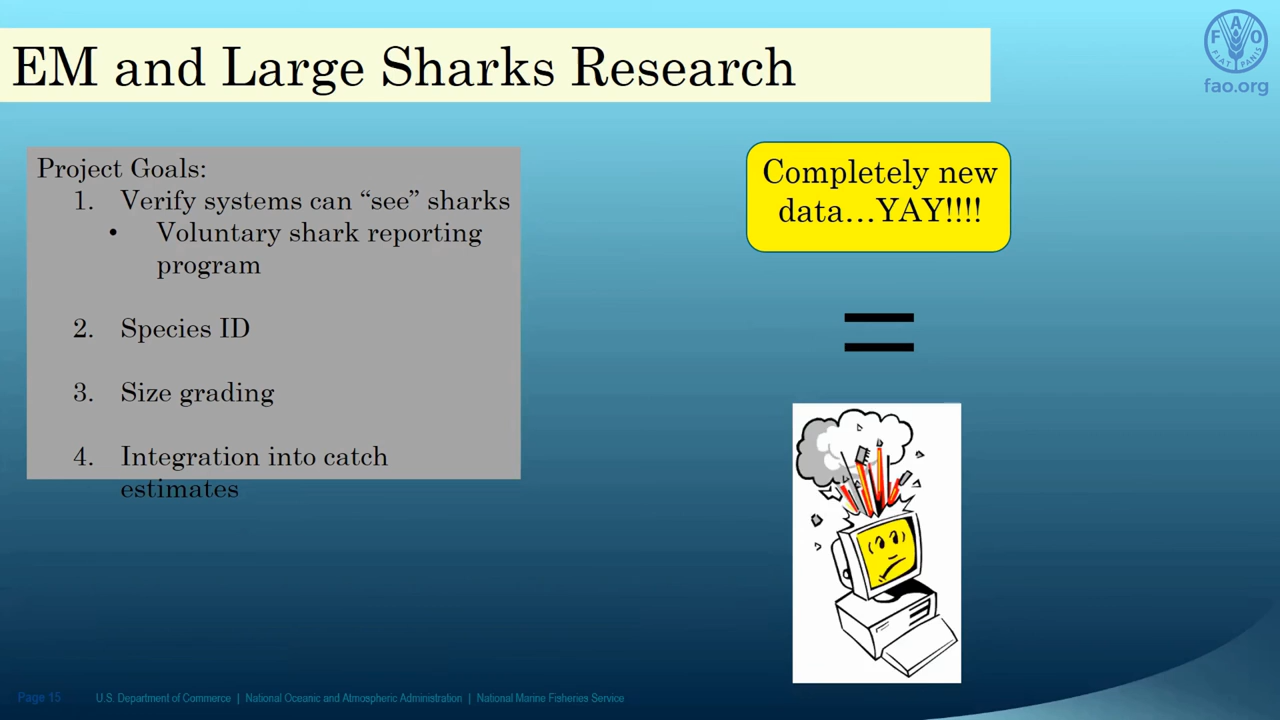 EM and Large Sharks Research
F A O
FIAT PANIS
fao.org
Project Goals:
1. Verify systems can “see” sharks
• Voluntary shark reporting
program
2. Species ID
3. Size grading
4. Integration into catch
estimates
Completely new
data…YAY!!!!
=
Page 15
U.S. Department of Commerce | National Oceanic and Atmospheric Administration | National Marine Fisheries Service